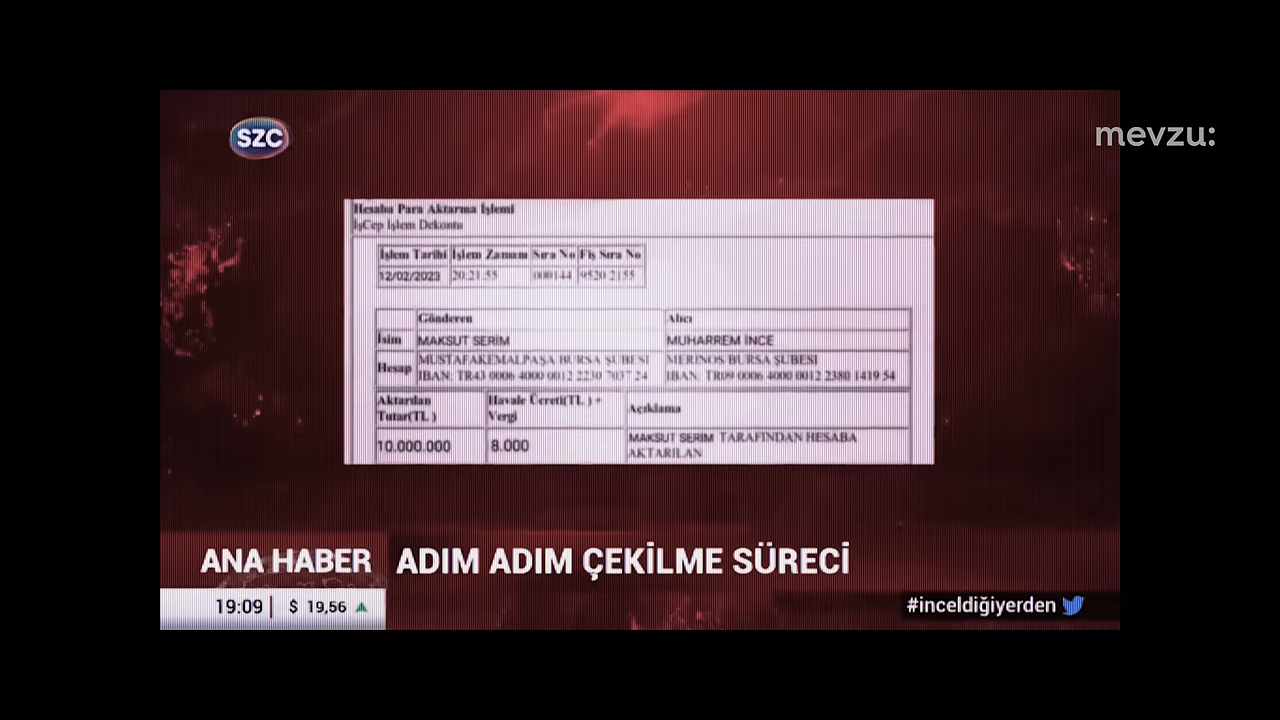 SZC
mevzu:
Hesaba Para Aktarma İşlemi
İşCep İşlem Dekontu
İşlem Tarihi İşlem Zamanı Sıra No Fiş Sıra No
12/02/2023 20:21:55 000144 9520 2155
Gönderen Alıcı
İsim MAKSUT SERİM MUHARREM İNCE
Hesap MUSTAFAKEMALPAŞA BURSA ŞUBESİ MERİNOS BURSA ŞUBESİ
IBAN: TR43 0006 4000 0012 2230 7037 24 IBAN: TR09 0006 4000 0012 2380 1419 54
Aktardan Tutar(TL ) Havale Ücreti(TL ) + Vergi Açıklama
10.000.000 8.000 MAKSUT SERİM TARAFINDAN HESABA
AKTARILAN
ANA HABER ADIM ADIM ÇEKİLME SÜRECİ
19:09 $ 19,56
#inceldiğiyerden